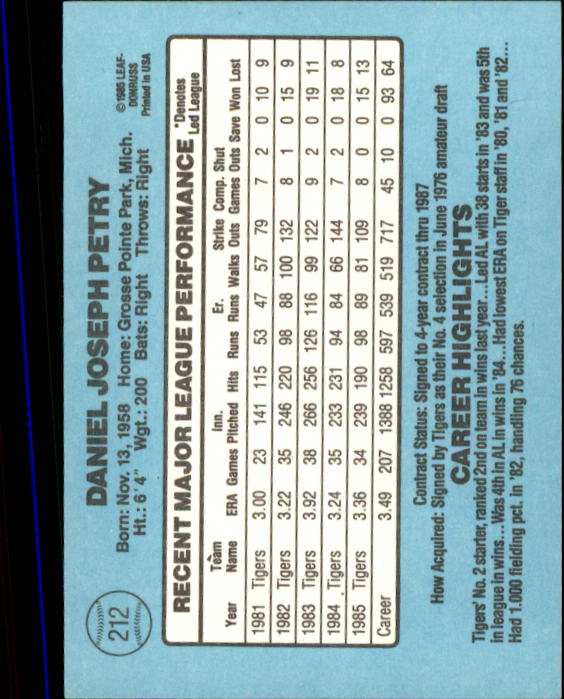 212
DANIEL JOSEPH PETRY
Born: Nov. 13, 1958 Home: Grosse Pointe Park, Mich.
Ht.: 6'4" Wgt.: 200 Bats: Right Throws: Right
©1985 LEAF-
DONRUSS
Printed in USA
RECENT MAJOR LEAGUE PERFORMANCE
*Denotes
Led League
Team Inn. Er. Strike Comp. Shut
Year Name ERA Games Pitched Hits Runs Runs Walks Outs Games Outs Save Won Lost
1981 Tigers 3.00 23 141 115 53 47 57 79 7 2 0 10 9
1982 Tigers 3.22 35 246 220 98 88 100 132 8 1 0 15 9
1983 Tigers 3.92 38 266 256 126 116 99 122 9 2 0 19 11
1984 Tigers 3.24 35 233 231 94 84 66 144 7 2 0 18 8
1985 Tigers 3.36 34 239 190 98 89 81 109 8 0 0 15 13
Career 3.49 207 1388 1258 597 539 519 717 45 10 0 93 64
Contract Status: Signed to 4-year contract thru 1987
How Acquired: Signed by Tigers as their No. 4 selection in June 1976 amateur draft
CAREER HIGHLIGHTS
Tigers' No. 2 starter, ranked 2nd on team in wins last year...Led AL with 38 starts in '83 and was 5th
in league in wins...Was 4th in AL in wins in '84...Had lowest ERA on Tiger staff in '80, '81 and '82...
Had 1.000 fielding pct. in '82, handling 76 chances.